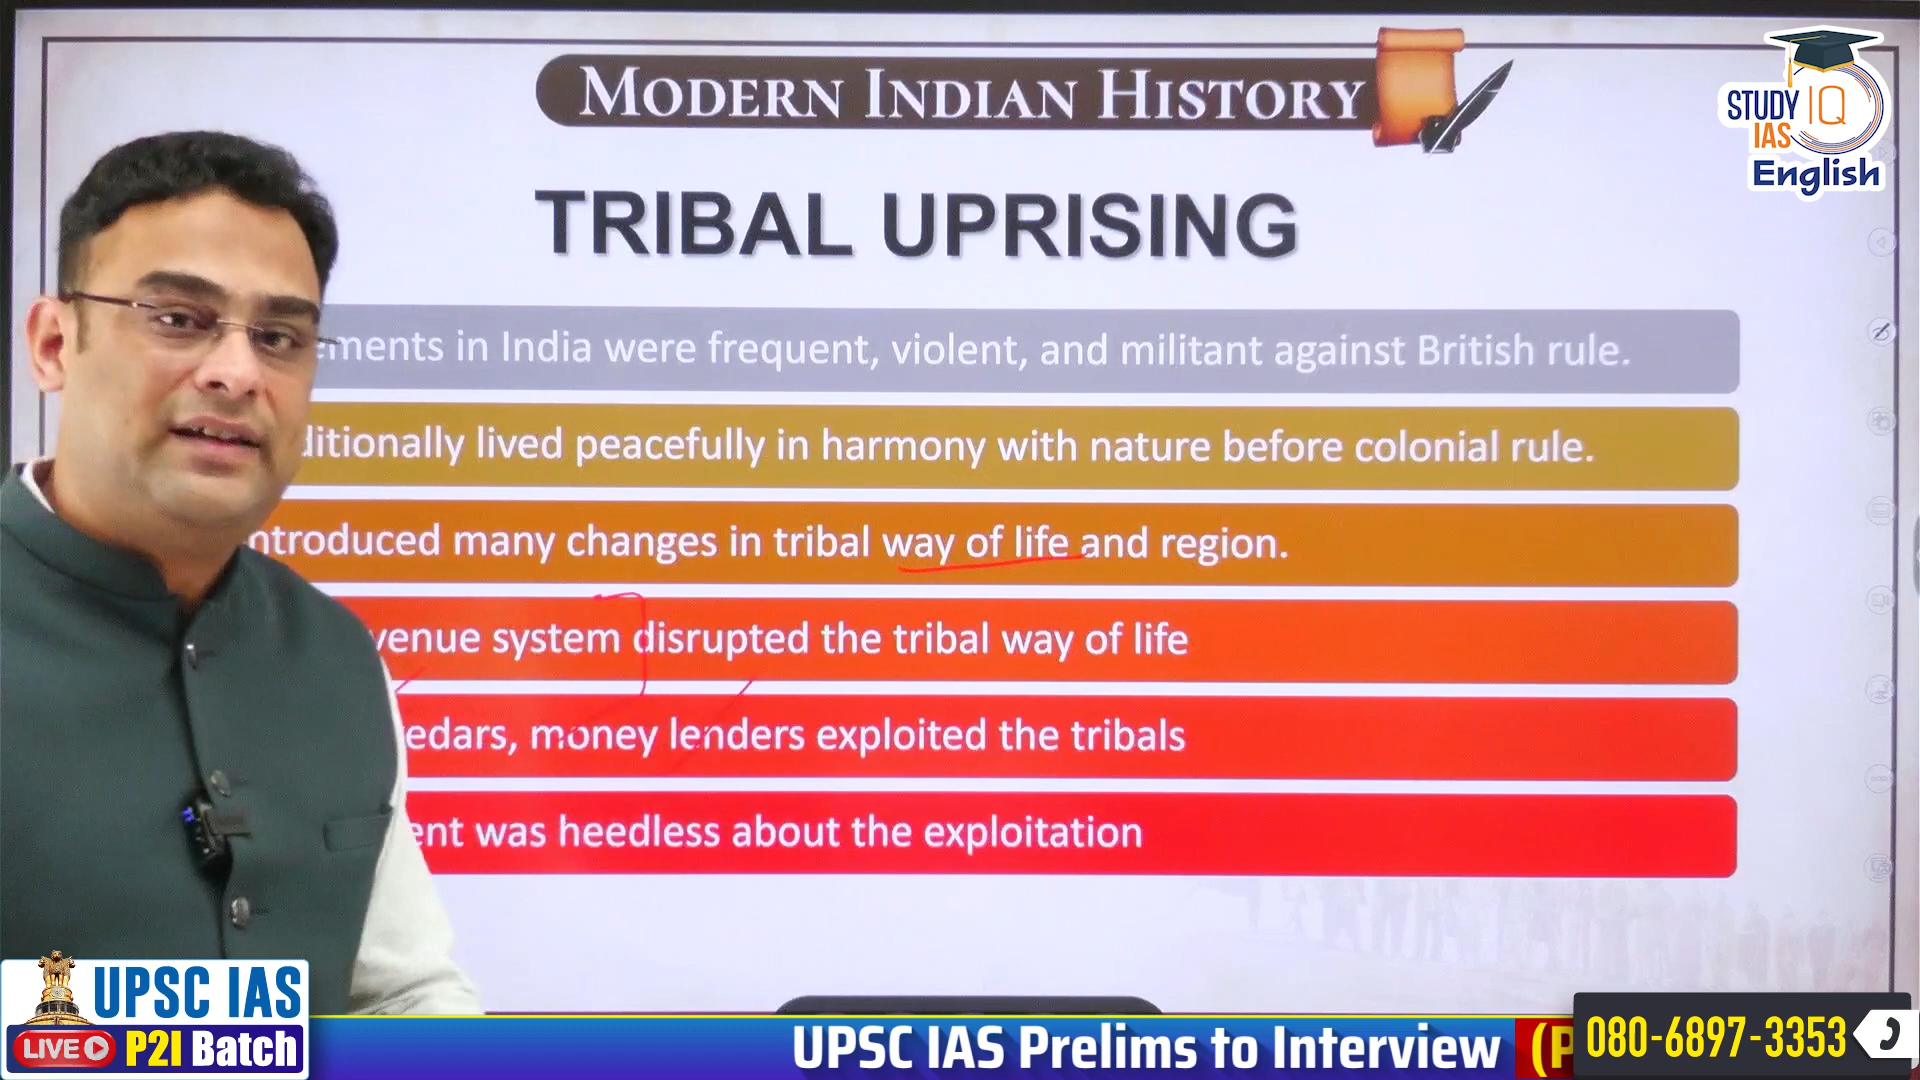 MODERN INDIAN HISTORY
STUDY IQ
IAS
English
TRIBAL UPRISING
ements in India were frequent, violent, and militant against British rule.
ditionally lived peacefully in harmony with nature before colonial rule.
ntroduced many changes in tribal way of life and region.
venue system disrupted the tribal way of life
edars, money lenders exploited the tribals
ent was heedless about the exploitation
UPSC IAS
LIVE P2I Batch
UPSC IAS Prelims to Interview (P
080-6897-3353